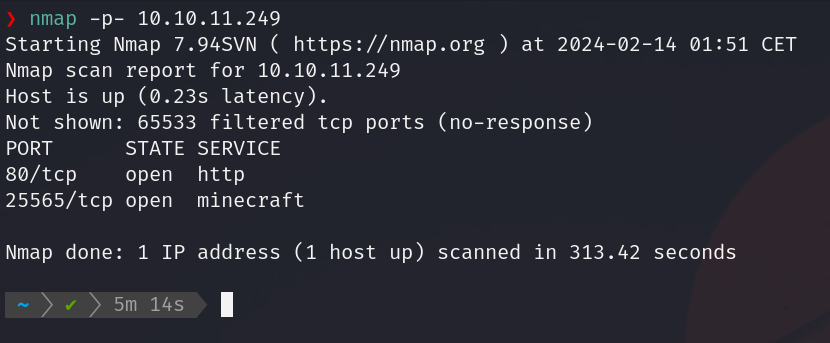 ❯ nmap -p- 10.10.11.249
Starting Nmap 7.94SVN ( https://nmap.org ) at 2024-02-14 01:51 CET
Nmap scan report for 10.10.11.249
Host is up (0.23s latency).
Not shown: 65533 filtered tcp ports (no-response)
PORT      STATE SERVICE
80/tcp    open  http
25565/tcp open  minecraft
Nmap done: 1 IP address (1 host up) scanned in 313.42 seconds
~ ✔ 5m 14s